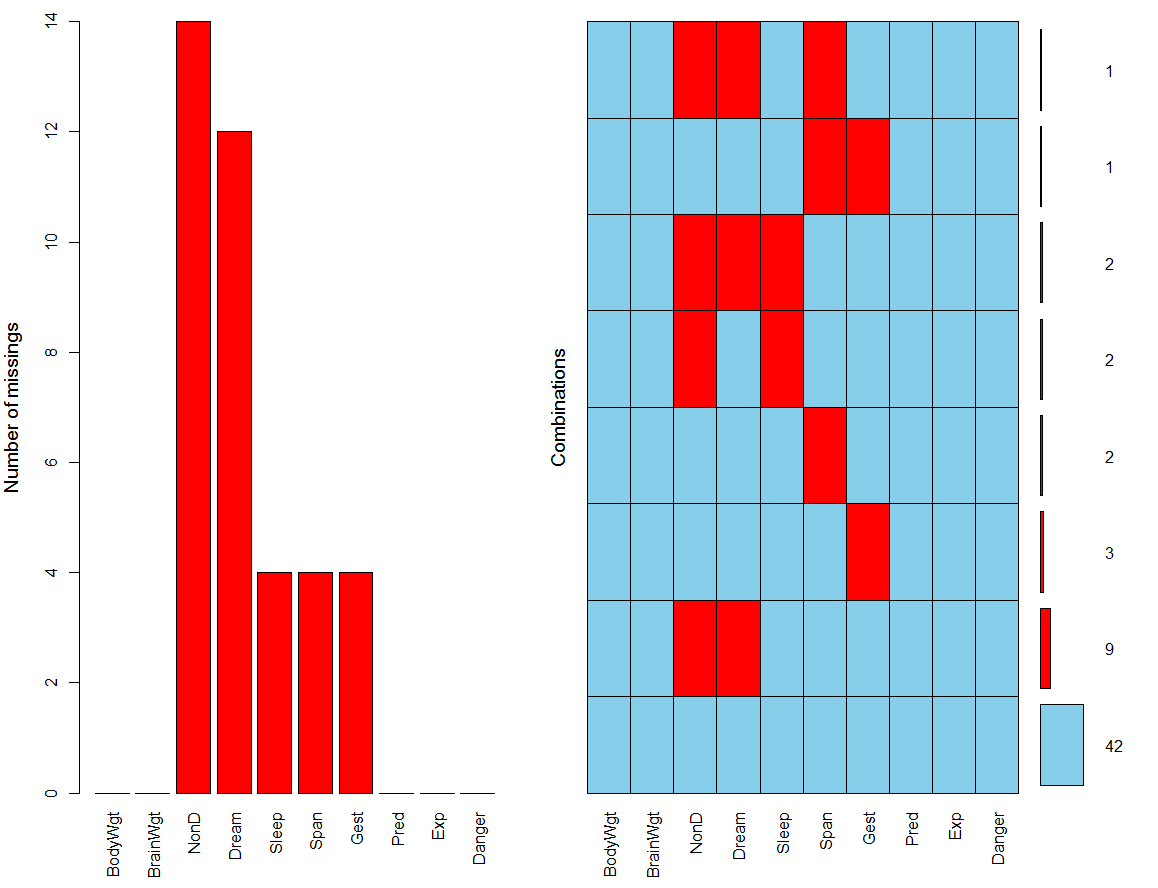 Number of missings
14
12
10
8
6
4
2
0
BodyWgt
BrainWgt
NonD
Dream
Sleep
Span
Gest
Pred
Exp
Danger
Combinations
1
1
2
2
2
3
9
42
BodyWgt
BrainWgt
NonD
Dream
Sleep
Span
Gest
Pred
Exp
Danger